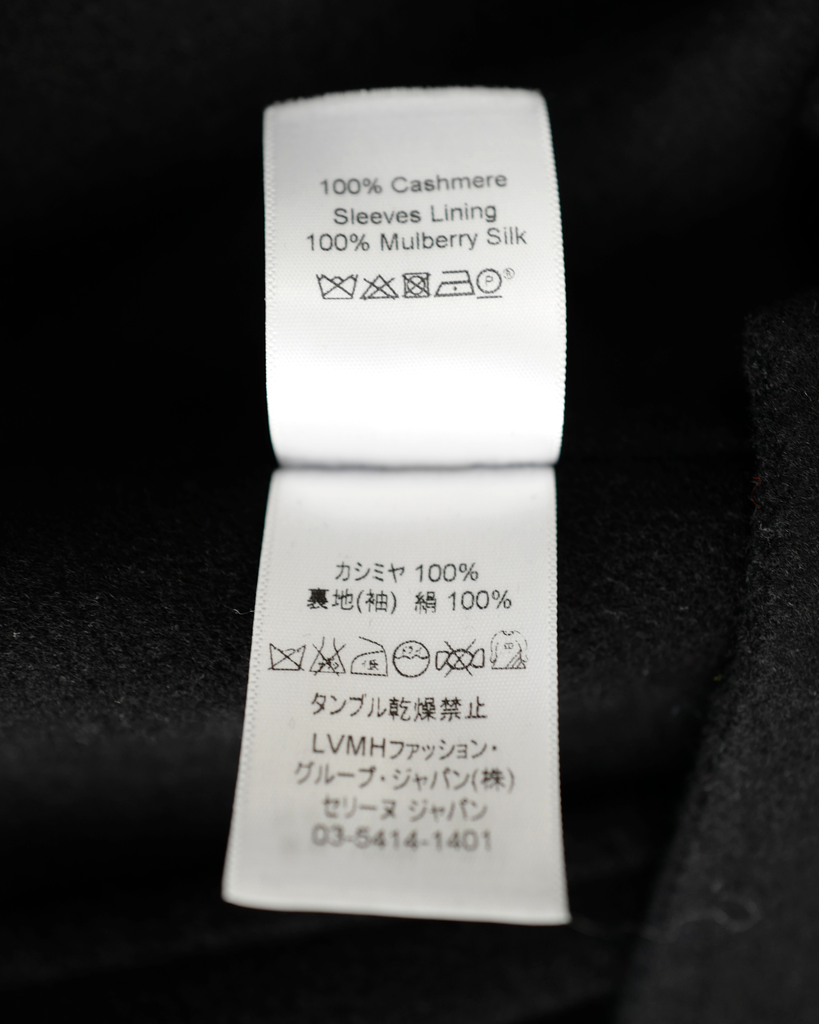 100% Cashmere
Sleeves Lining
100% Mulberry Silk
P ®
カシミヤ 100%
裏地(袖) 絹 100%
タンブル乾燥禁止
LVMHファッション・
グループ・ジャパン(株)
セリーヌ ジャパン
03-5414-1401